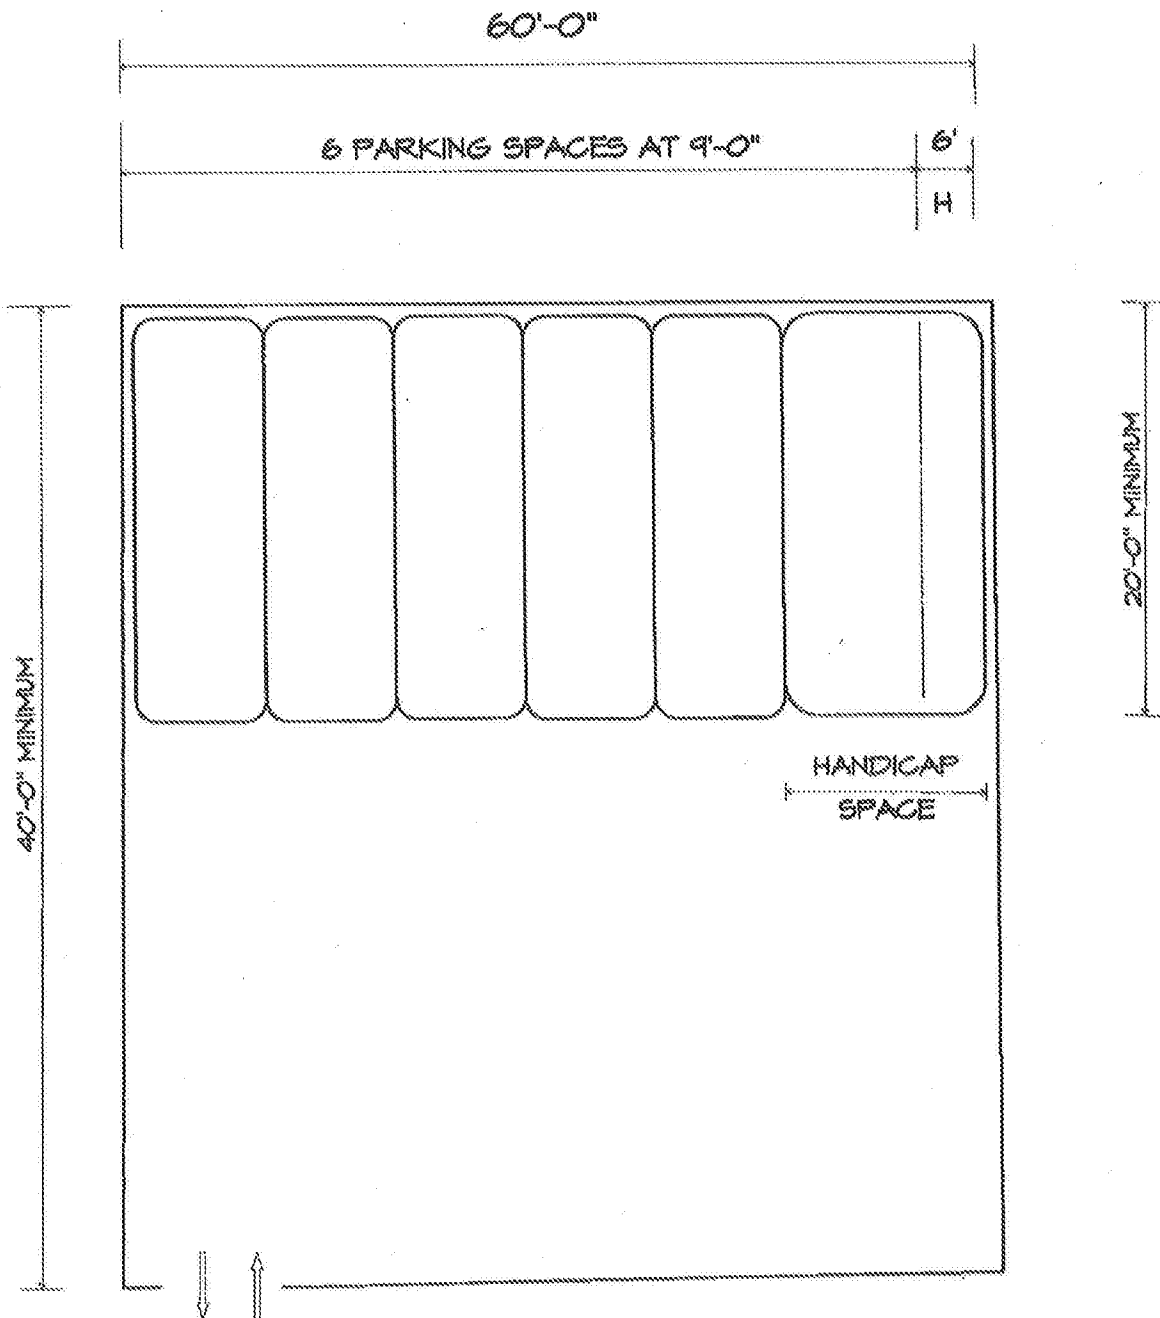 60'-0"
6 PARKING SPACES AT 9'-0"
6'
H
20'-0" MINIMUM
40'-0" MINIMUM
HANDICAP
SPACE